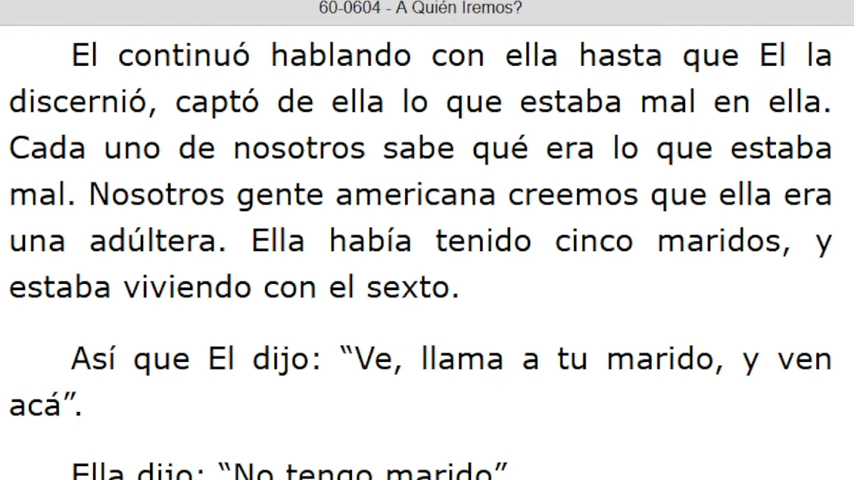 60-0604 - A Quién Iremos?
El continuó hablando con ella hasta que El la
discernió, captó de ella lo que estaba mal en ella.
Cada uno de nosotros sabe qué era lo que estaba
mal. Nosotros gente americana creemos que ella era
una adúltera. Ella había tenido cinco maridos, y
estaba viviendo con el sexto.
Así que El dijo: “Ve, llama a tu marido, y ven
acá”.
Ella dijo: “No tengo marido”